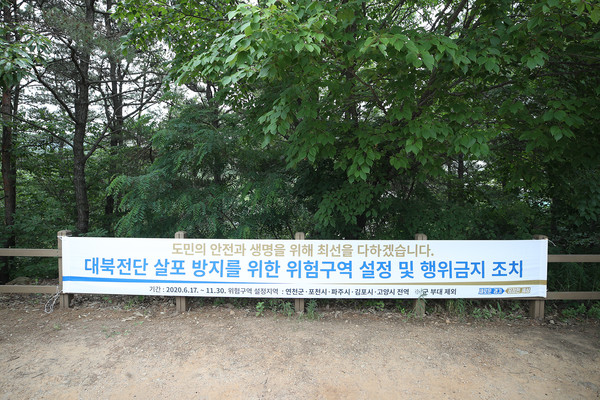 도민의 안전과 생명을 위해 최선을 다하겠습니다.
대북전단 살포 방지를 위한 위험구역 설정 및 행위금지 조치
기간 : 2020.6.17. ~ 11.30. 위험구역 설정지역 : 연천군·포천시·파주시·김포시·고양시 전역 부대 제외